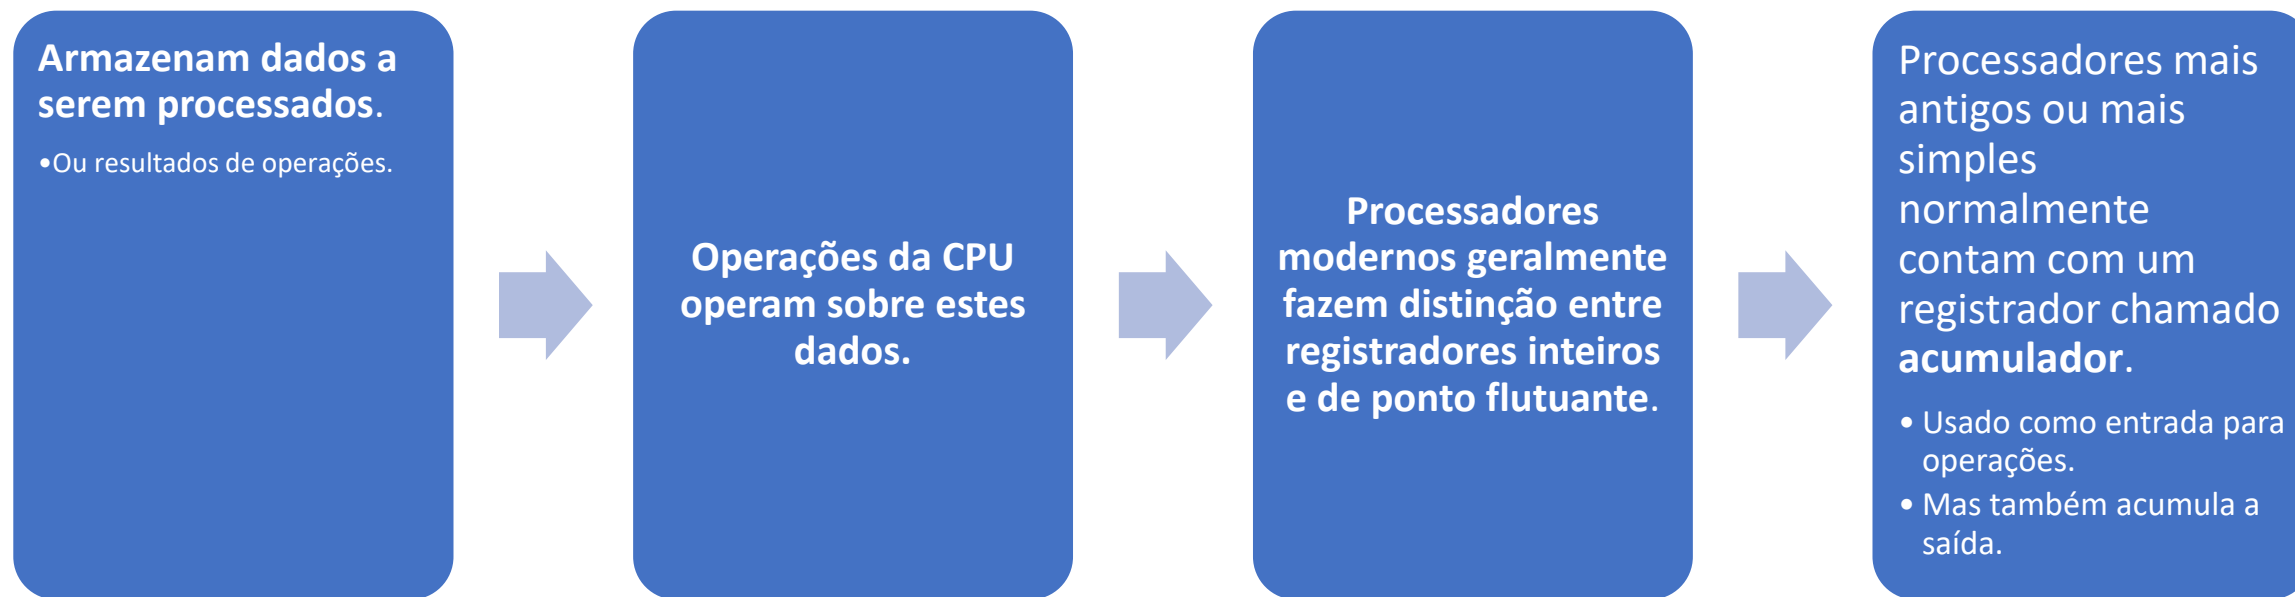 Armazenam dados a
serem processados.
•Ou resultados de operações.
Operações da CPU
operam sobre estes
dados.
Processadores
modernos geralmente
fazem distinção entre
registradores inteiros
e de ponto flutuante.
Processadores mais
antigos ou mais
simples
normalmente
contam com um
registrador chamado
acumulador.
• Usado como entrada para
operações.
• Mas também acumula a
saída.